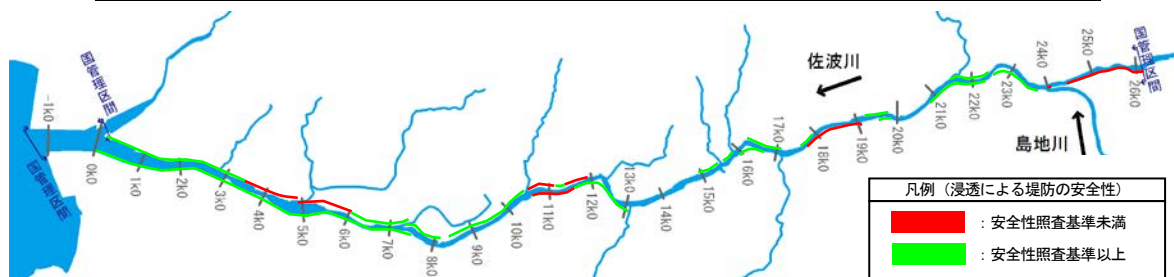 国管理区間
-1k0
国管理区間
0k0
1k0
2k0
3k0
4k0
5k0
6k0
7k0
8k0
9k0
10k0
11k0
12k0
13k0
14k0
15k0
16k0
17k0
18k0
19k0
20k0
21k0
22k0
23k0
24k0
25k0
26k0
国管理区間
佐波川
島地川
凡例（浸透による堤防の安全性）
：安全性照査基準未満
：安全性照査基準以上